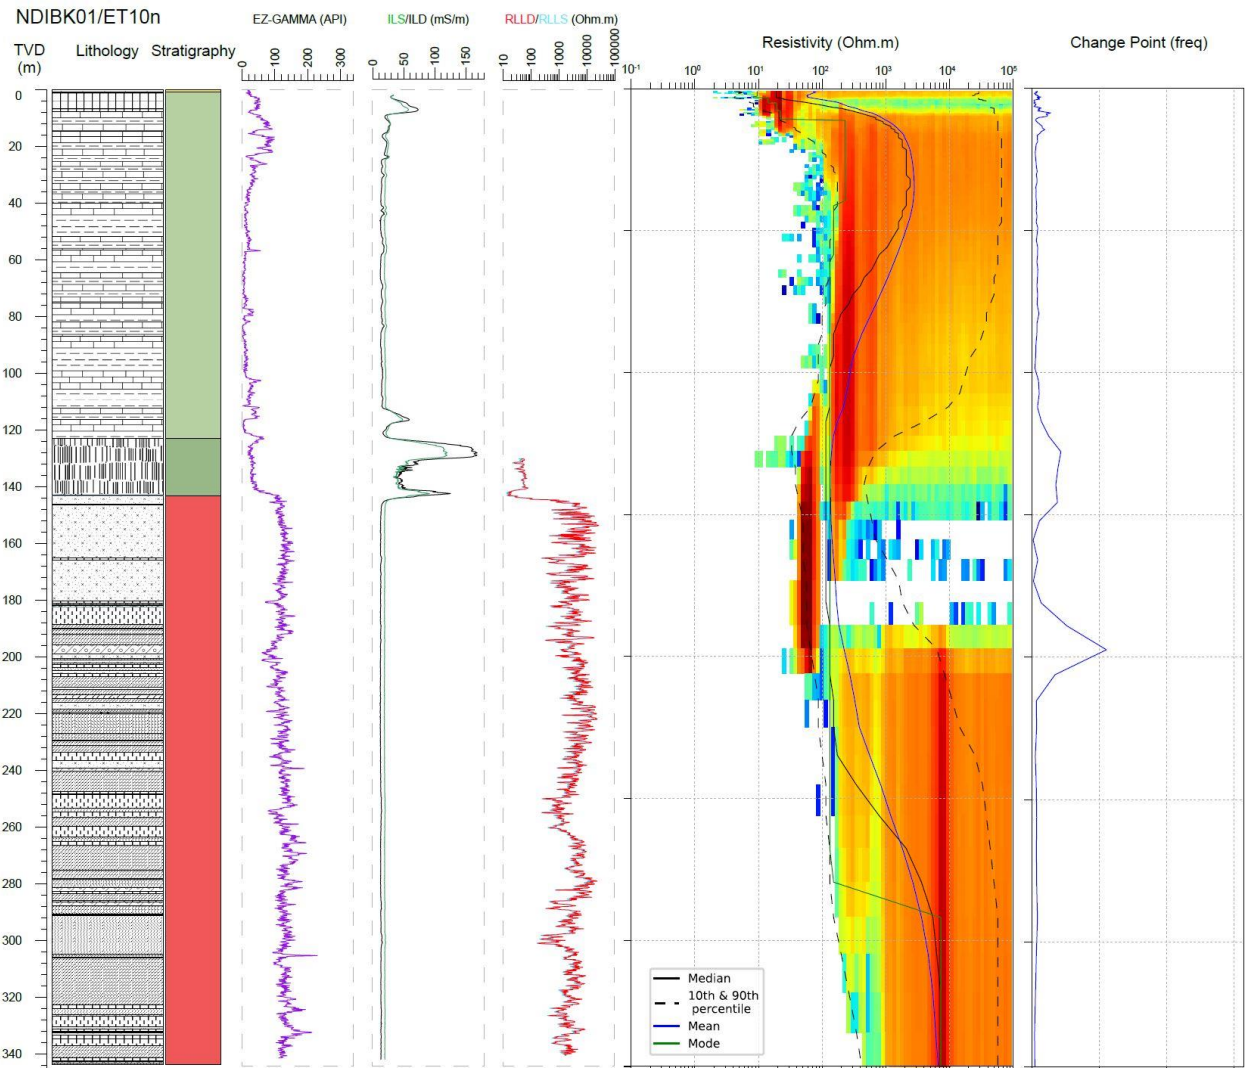 NDIBK01/ET10n
TVD
(m)
Lithology
Stratigraphy
EZ-GAMMA (API)
0
100
200
300
ILS/ILD (mS/m)
0
50
100
150
RLLD/RLLS (Ohm.m)
10
100
1000
10000
100000
Resistivity (Ohm.m)
10⁻¹
10⁰
10¹
10²
10³
10⁴
10⁵
Change Point (freq)
0
20
40
60
80
100
120
140
160
180
200
220
240
260
280
300
320
340
Median
10th & 90th
percentile
Mean
Mode